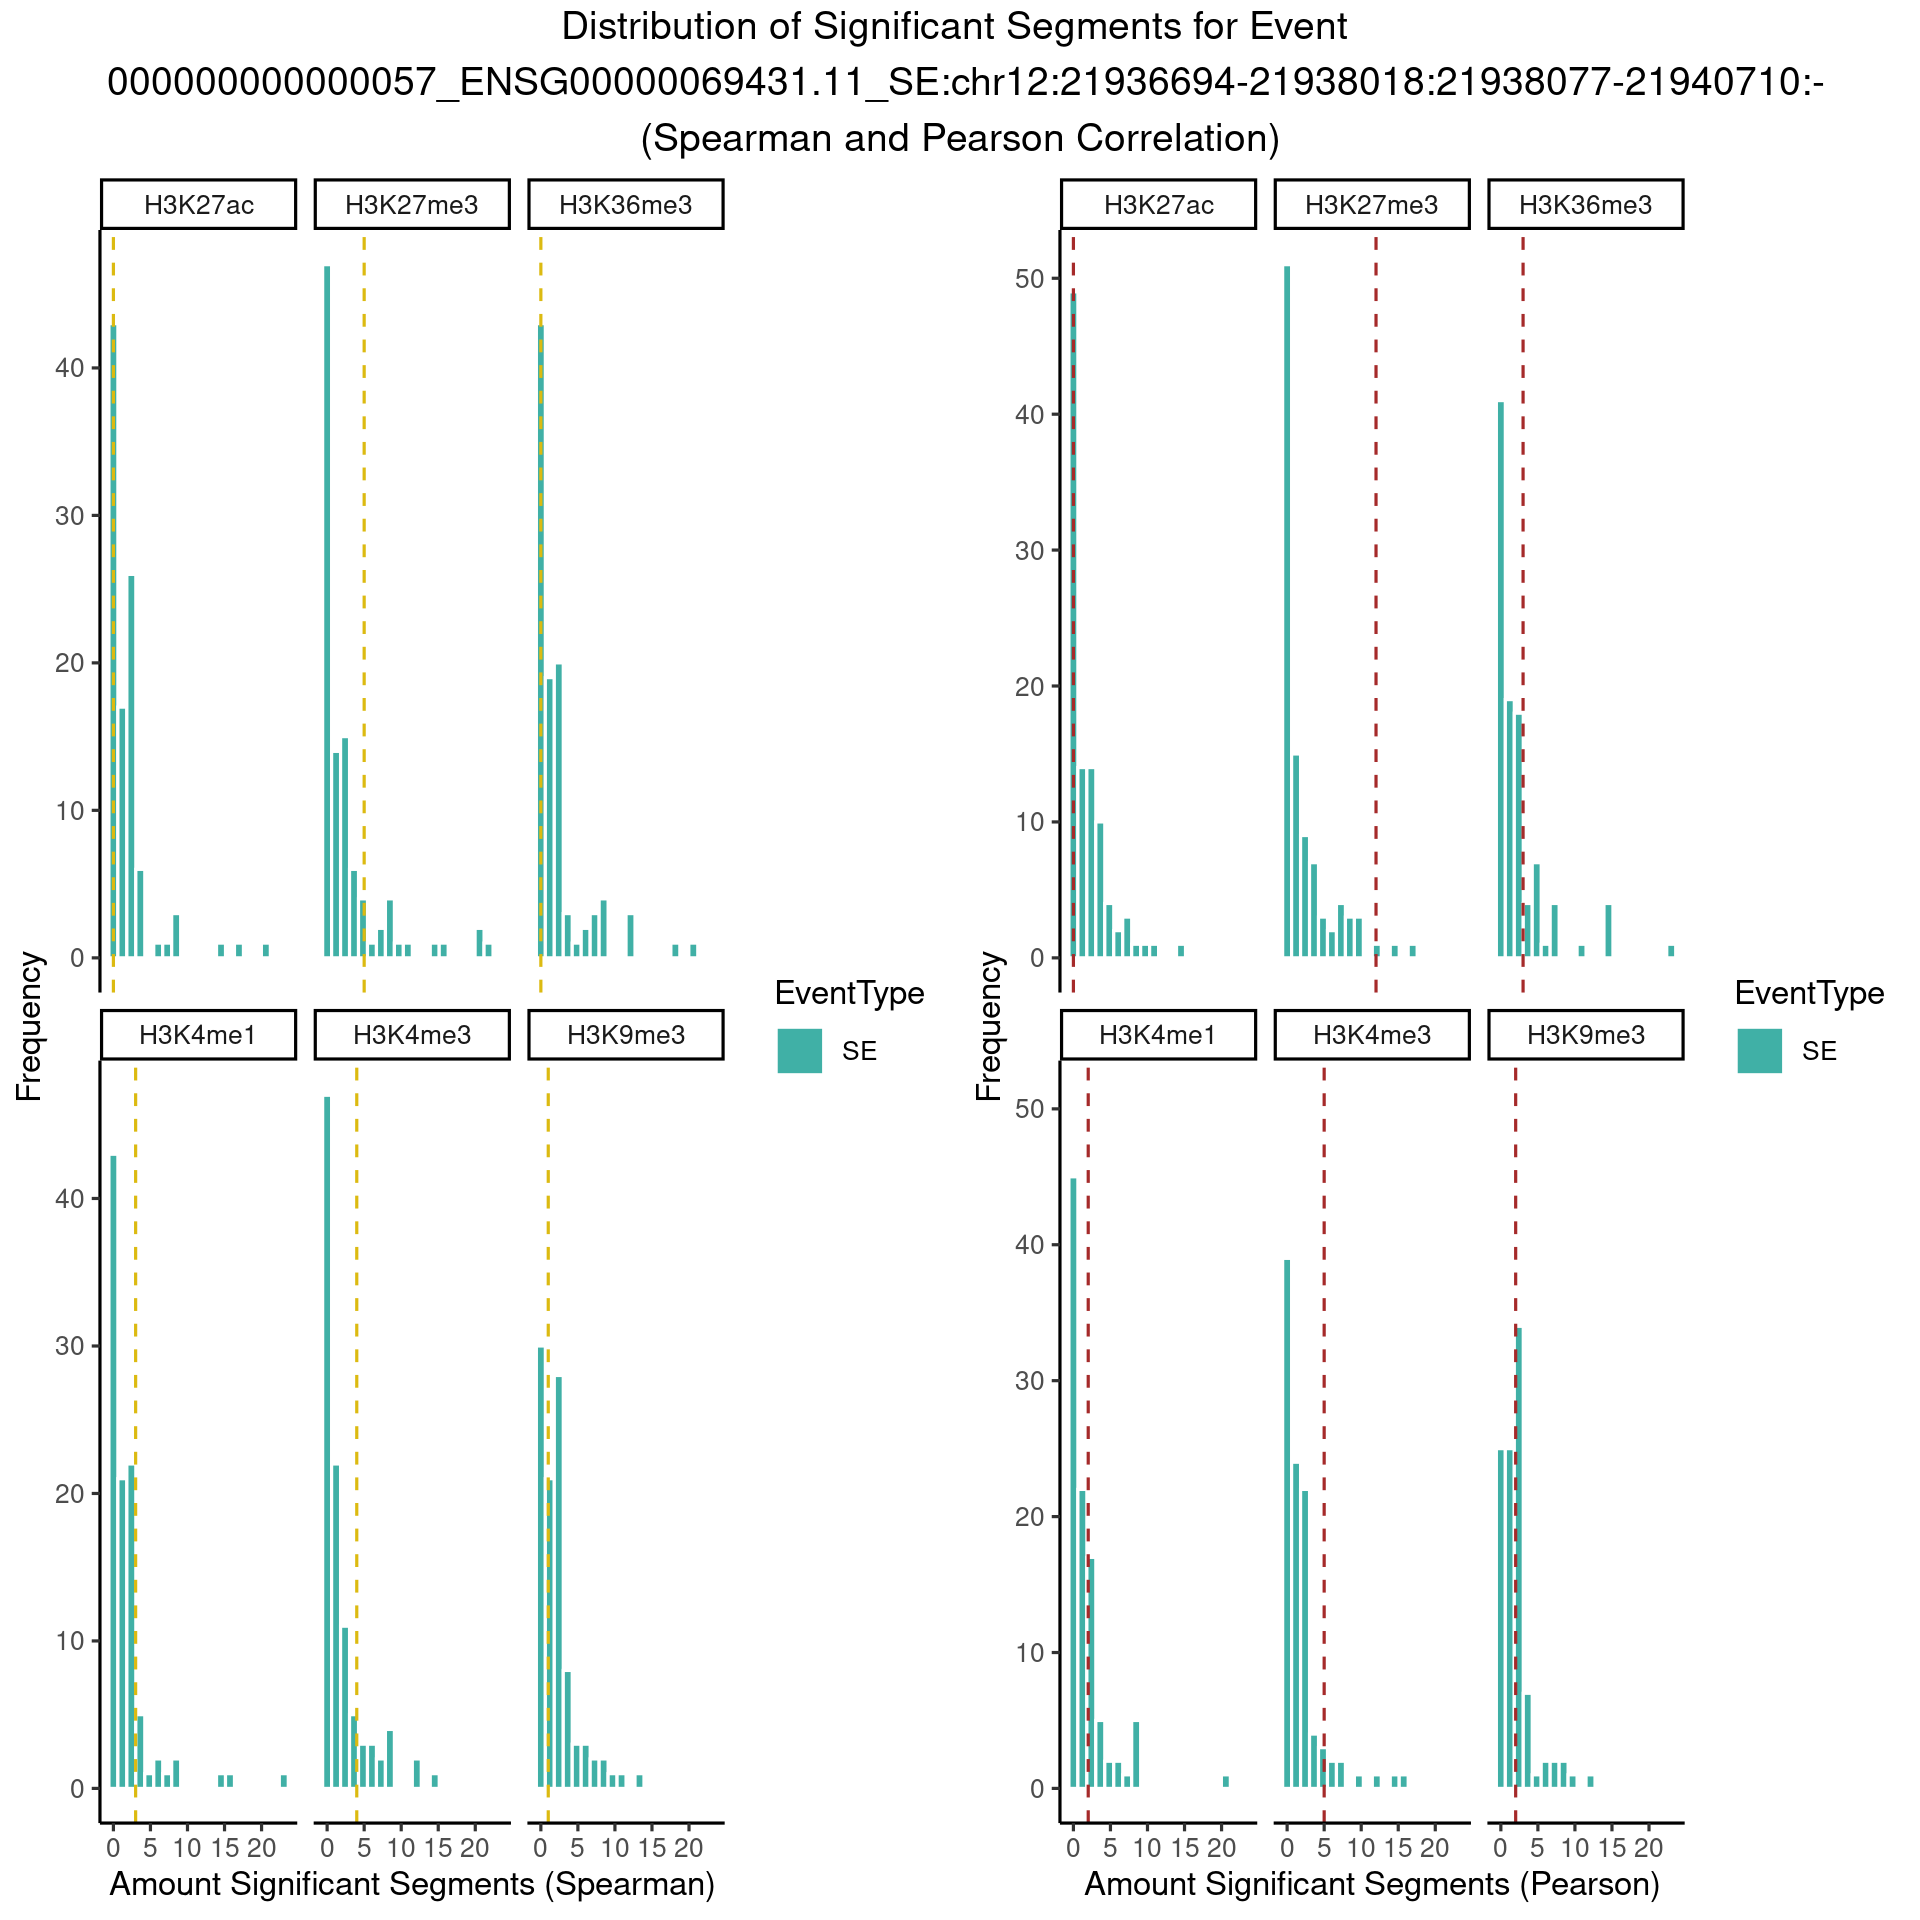 Distribution of Significant Segments for Event
000000000000057_ENSG00000069431.11_SE:chr12:21936694-21938018:21938077-21940710:-
(Spearman and Pearson Correlation)
H3K27ac H3K27me3 H3K36me3
40
30
20
10
0
H3K4me1 H3K4me3 H3K9me3
40
30
20
10
0
0 5 10 15 20 0 5 10 15 20 0 5 10 15 20
Frequency
Amount Significant Segments (Spearman)
EventType
SE
H3K27ac H3K27me3 H3K36me3
50
40
30
20
10
0
H3K4me1 H3K4me3 H3K9me3
50
40
30
20
10
0
0 5 10 15 20 0 5 10 15 20 0 5 10 15 20
Frequency
Amount Significant Segments (Pearson)
EventType
SE